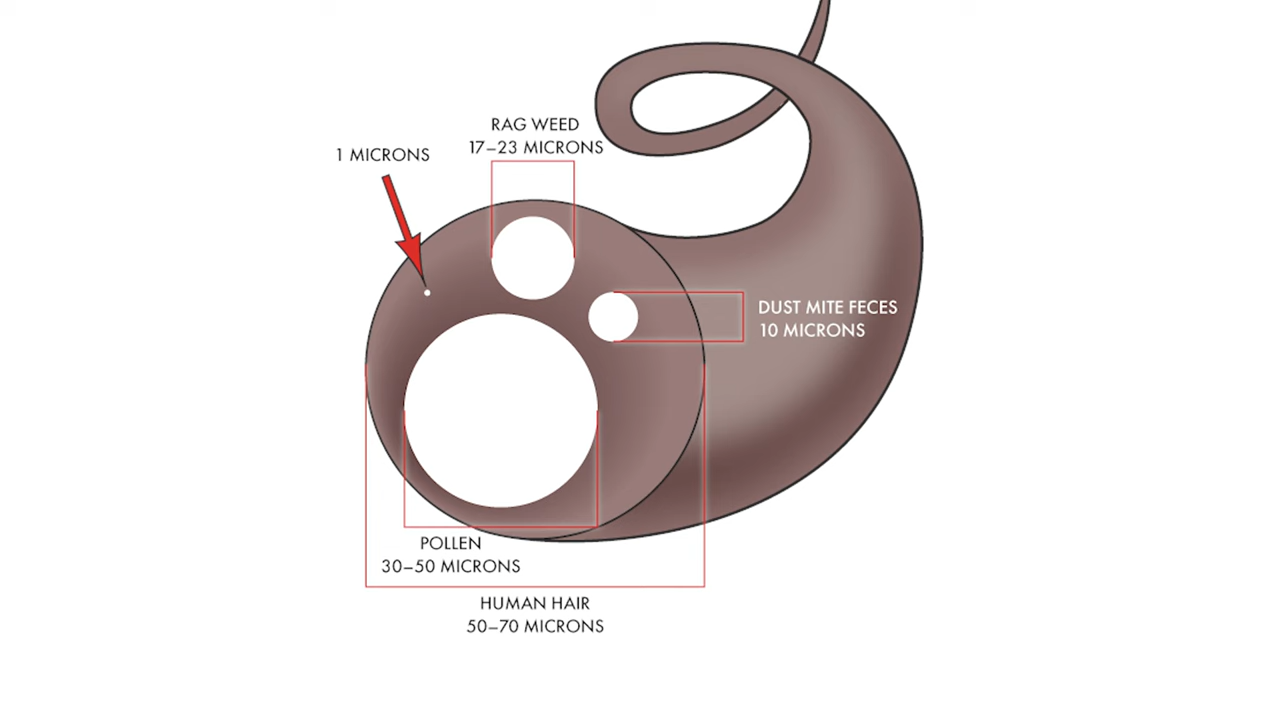 RAG WEED
17–23 MICRONS
1 MICRONS
DUST MITE FECES
10 MICRONS
POLLEN
30–50 MICRONS
HUMAN HAIR
50–70 MICRONS